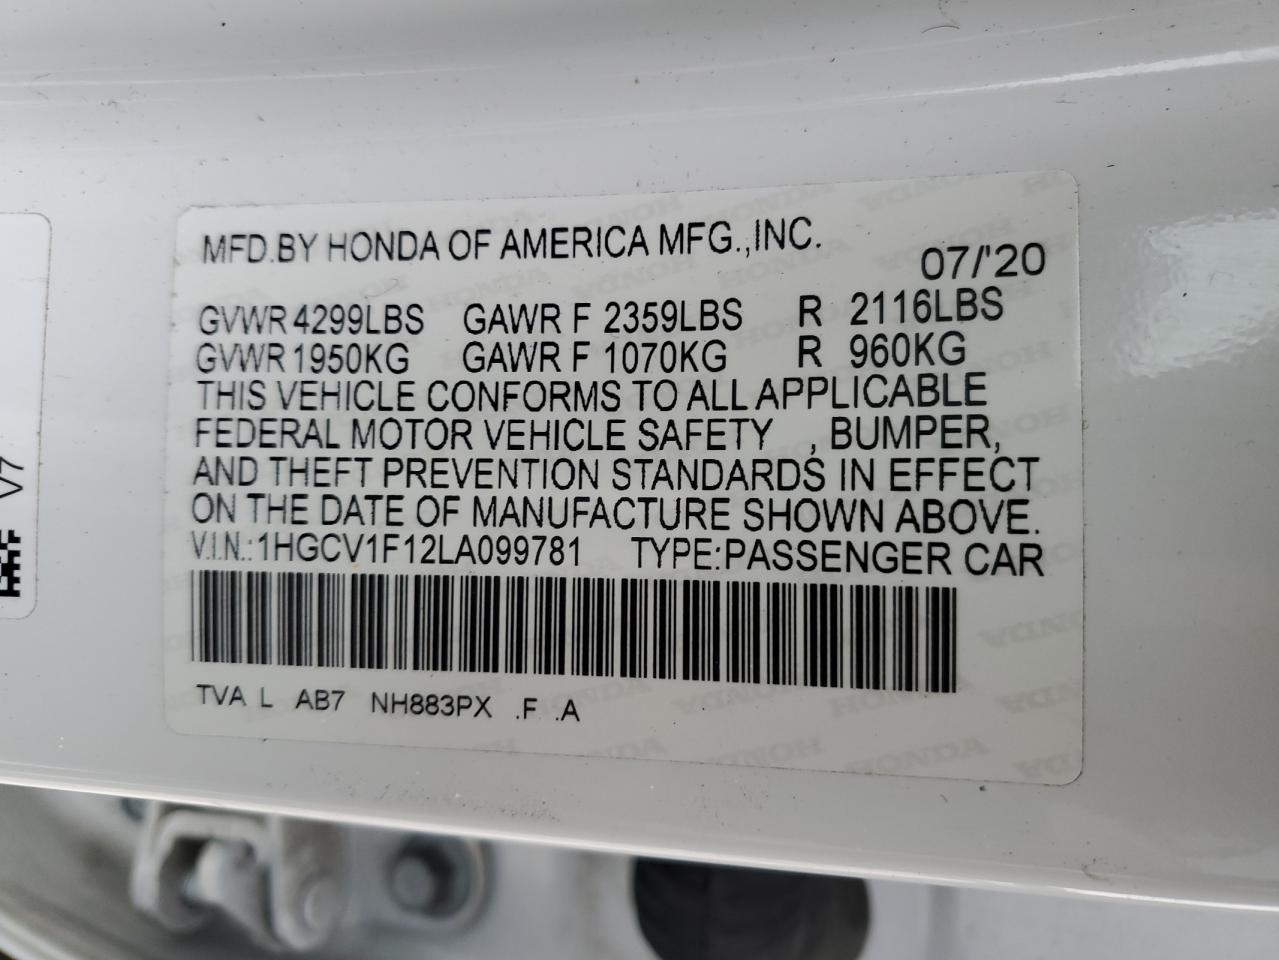 MFD.BY HONDA OF AMERICA MFG.,INC.
07/'20
GVWR 4299LBS GAWR F 2359LBS R 2116LBS
GVWR 1950KG GAWR F 1070KG R 960KG
THIS VEHICLE CONFORMS TO ALL APPLICABLE
FEDERAL MOTOR VEHICLE SAFETY , BUMPER,
AND THEFT PREVENTION STANDARDS IN EFFECT
ON THE DATE OF MANUFACTURE SHOWN ABOVE.
V.I.N.:1HGCV1F12LA099781 TYPE:PASSENGER CAR
TVA L AB7 NH883PX .F .A
V7